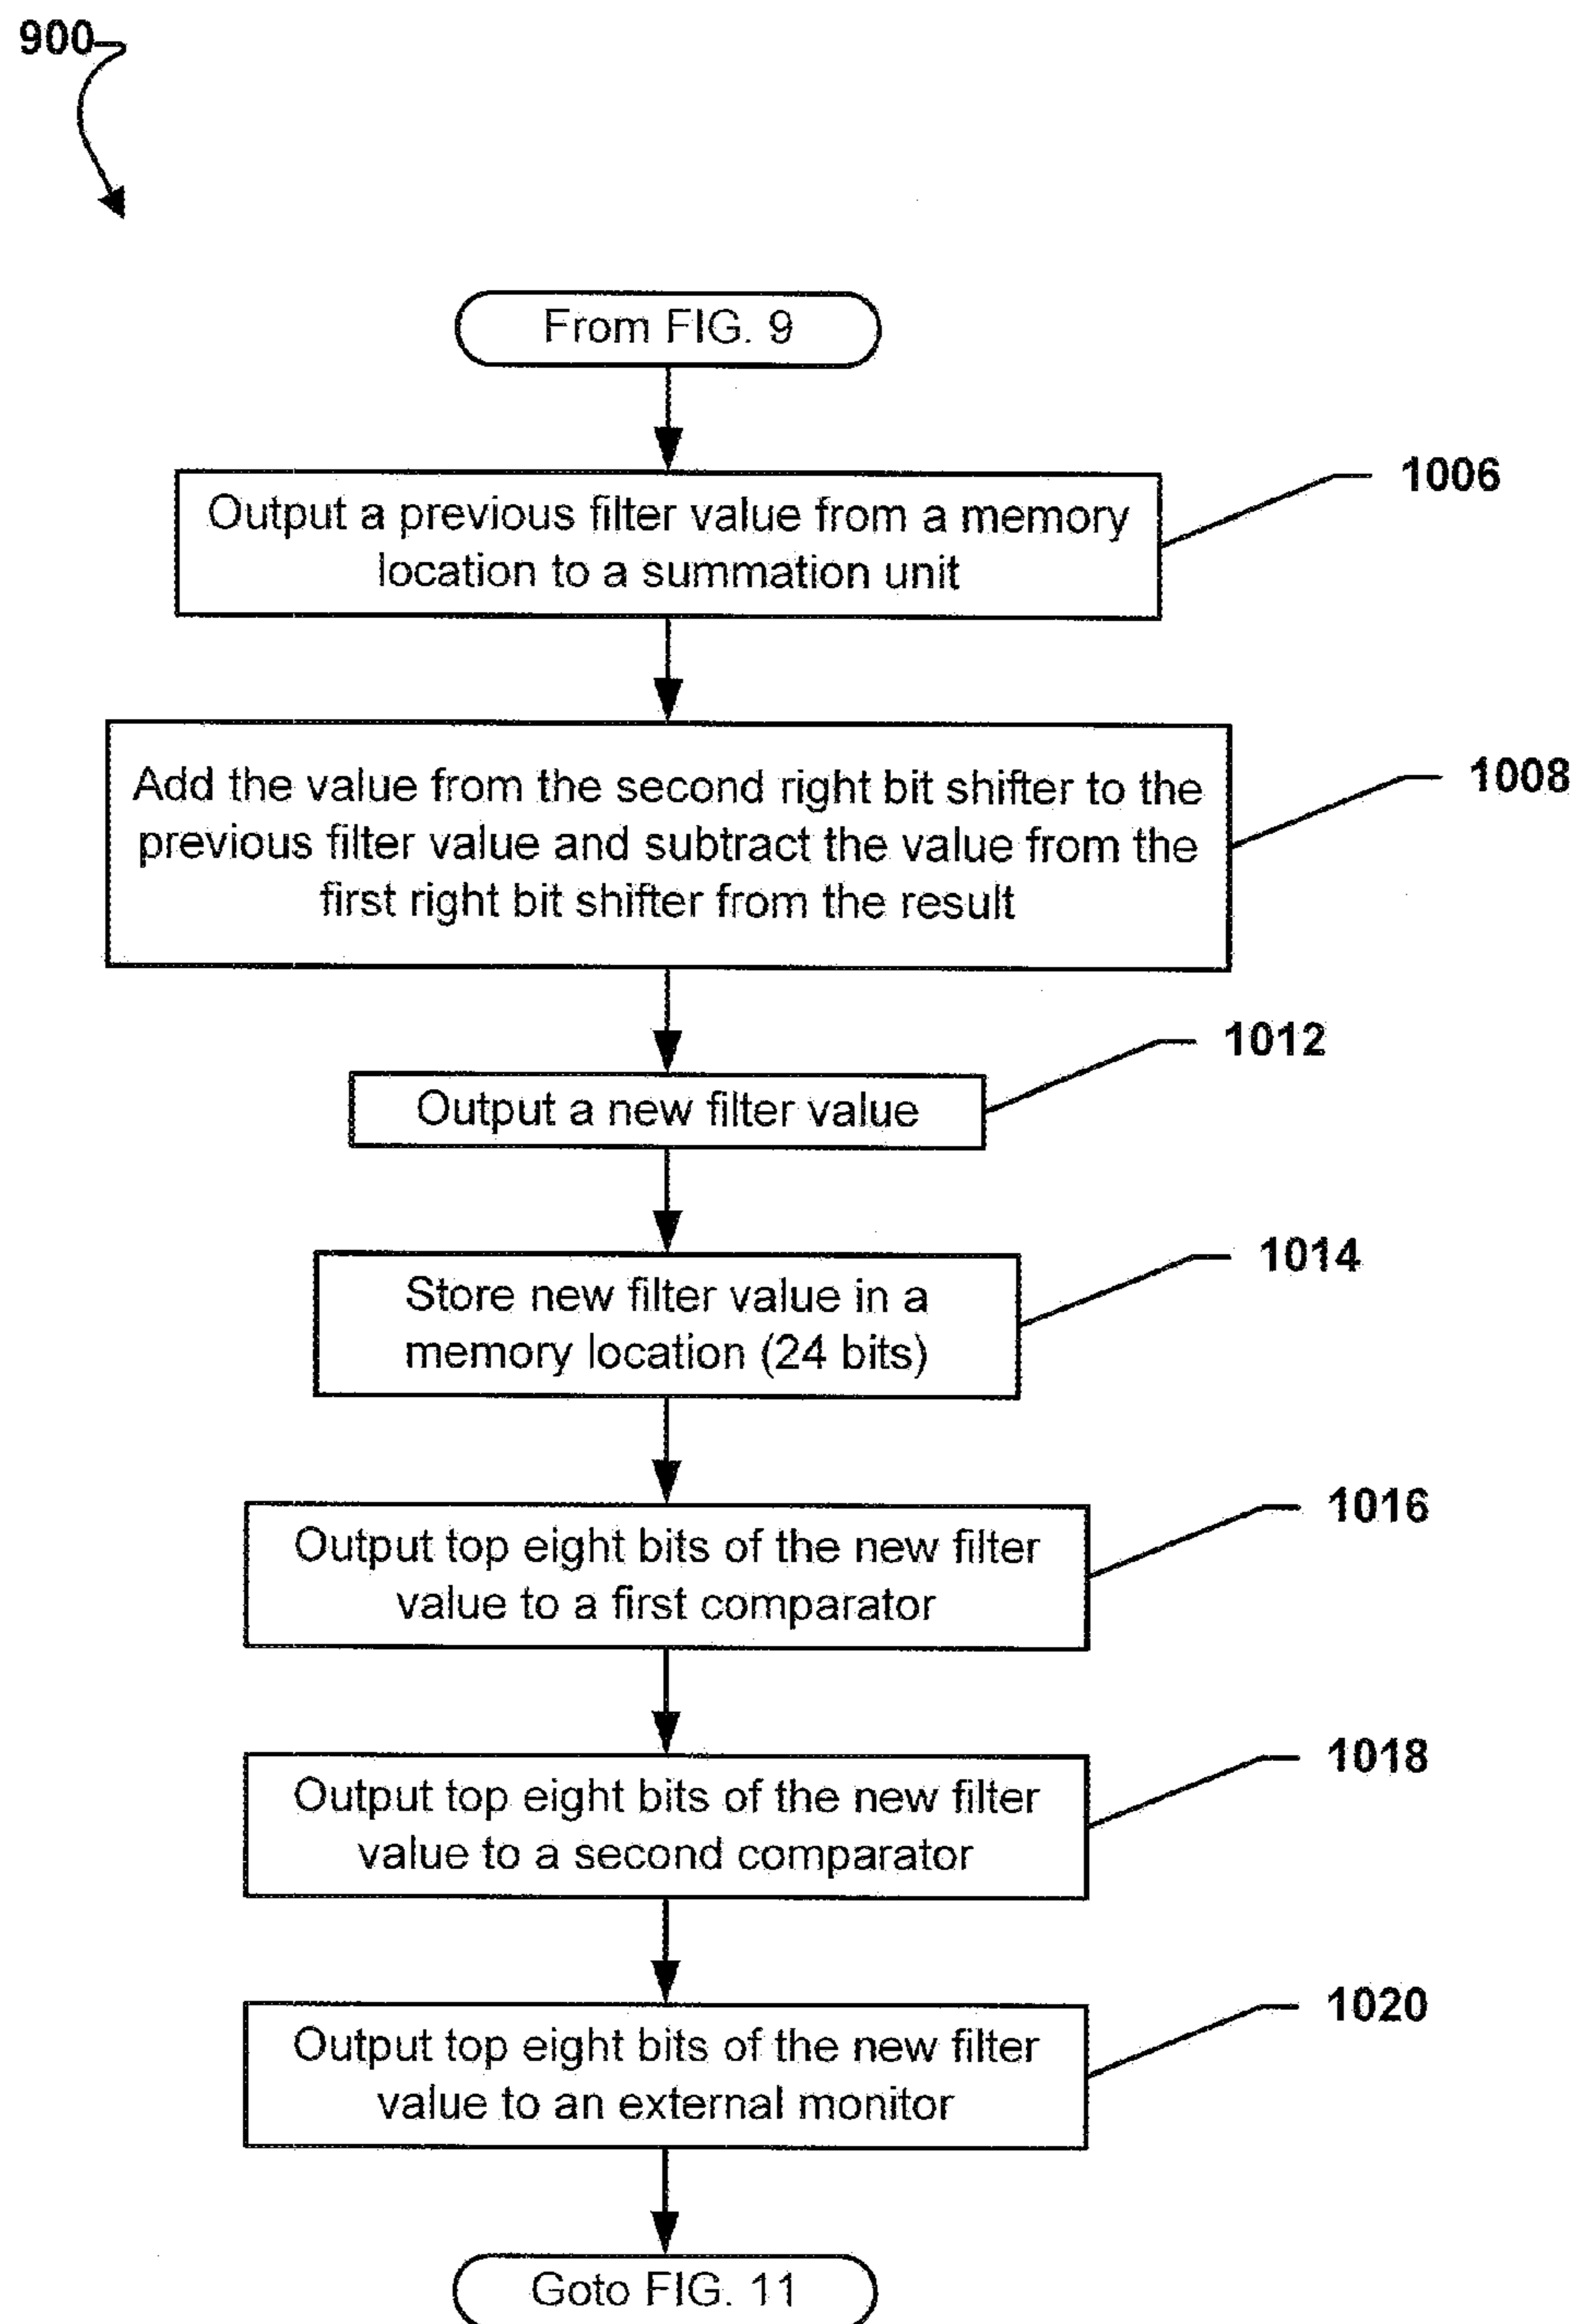 900
From FIG. 9
Output a previous filter value from a memory
location to a summation unit
1006
Add the value from the second right bit shifter to the
previous filter value and subtract the value from the
first right bit shifter from the result
1008
Output a new filter value
1012
Store new filter value in a
memory location (24 bits)
1014
Output top eight bits of the new filter
value to a first comparator
1016
Output top eight bits of the new filter
value to a second comparator
1018
Output top eight bits of the new filter
value to an external monitor
1020
Goto FIG. 11